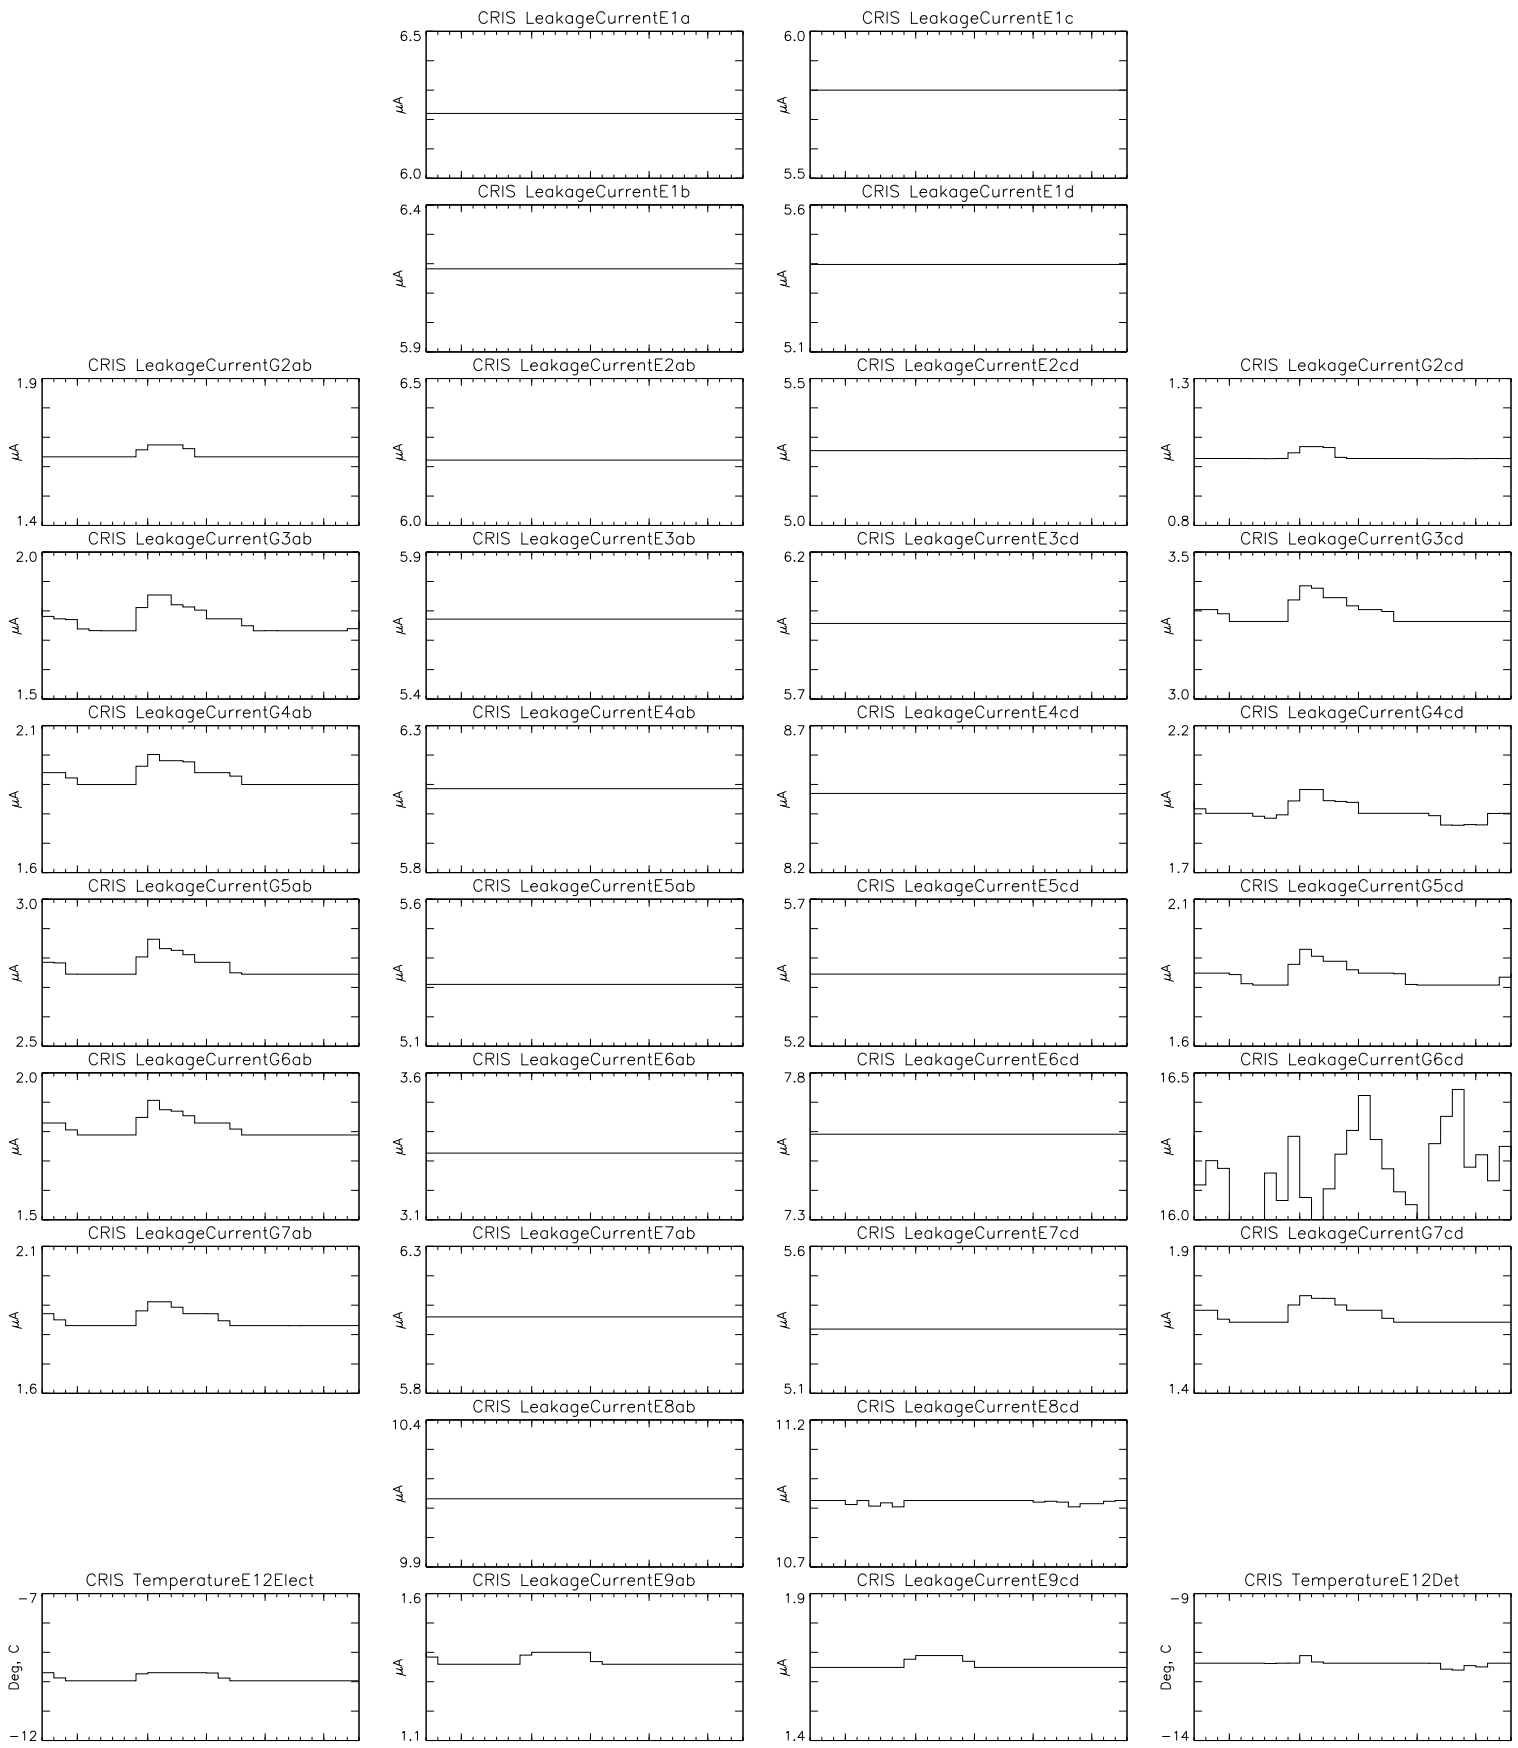 CRIS LeakageCurrentE1a
CRIS LeakageCurrentE1c
6.5
μA
6.0
6.0
μA
5.5
CRIS LeakageCurrentE1b
CRIS LeakageCurrentE1d
6.4
μA
5.9
5.6
μA
5.1
CRIS LeakageCurrentG2ab
CRIS LeakageCurrentE2ab
CRIS LeakageCurrentE2cd
CRIS LeakageCurrentG2cd
1.9
μA
1.4
6.5
μA
6.0
5.5
μA
5.0
1.3
μA
0.8
CRIS LeakageCurrentG3ab
CRIS LeakageCurrentE3ab
CRIS LeakageCurrentE3cd
CRIS LeakageCurrentG3cd
2.0
μA
1.5
5.9
μA
5.4
6.2
μA
5.7
3.5
μA
3.0
CRIS LeakageCurrentG4ab
CRIS LeakageCurrentE4ab
CRIS LeakageCurrentE4cd
CRIS LeakageCurrentG4cd
2.1
μA
1.6
6.3
μA
5.8
8.7
μA
8.2
2.2
μA
1.7
CRIS LeakageCurrentG5ab
CRIS LeakageCurrentE5ab
CRIS LeakageCurrentE5cd
CRIS LeakageCurrentG5cd
3.0
μA
2.5
5.6
μA
5.1
5.7
μA
5.2
2.1
μA
1.6
CRIS LeakageCurrentG6ab
CRIS LeakageCurrentE6ab
CRIS LeakageCurrentE6cd
CRIS LeakageCurrentG6cd
2.0
μA
1.5
3.6
μA
3.1
7.8
μA
7.3
16.5
μA
16.0
CRIS LeakageCurrentG7ab
CRIS LeakageCurrentE7ab
CRIS LeakageCurrentE7cd
CRIS LeakageCurrentG7cd
2.1
μA
1.6
6.3
μA
5.8
5.6
μA
5.1
1.9
μA
1.4
CRIS LeakageCurrentE8ab
CRIS LeakageCurrentE8cd
10.4
μA
9.9
11.2
μA
10.7
CRIS TemperatureE12Elect
CRIS LeakageCurrentE9ab
CRIS LeakageCurrentE9cd
CRIS TemperatureE12Det
-7
Deg, C
-12
1.6
μA
1.1
1.9
μA
1.4
-9
Deg, C
-14